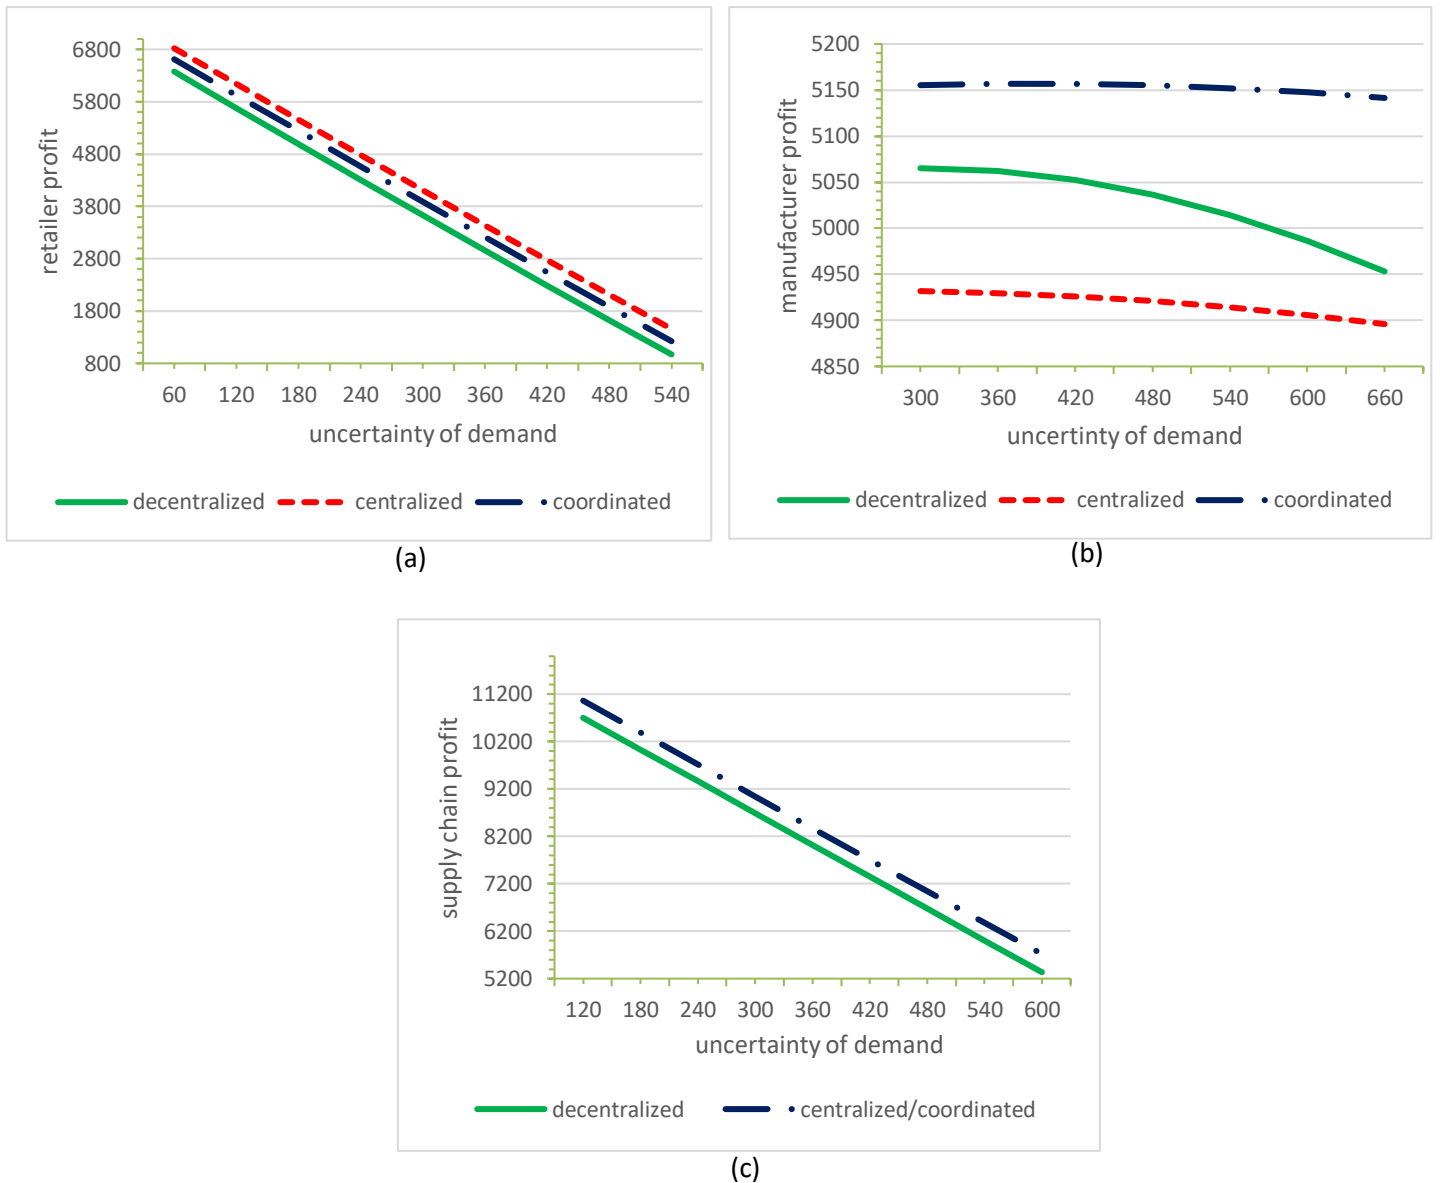 6800
5800
4800
3800
2800
1800
800
retailer profit
60 120 180 240 300 360 420 480 540
uncertainty of demand
decentralized centralized coordinated
(a)
5200
5150
5100
5050
5000
4950
4900
4850
manufacturer profit
300 360 420 480 540 600 660
uncertinty of demand
decentralized centralized coordinated
(b)
11200
10200
9200
8200
7200
6200
5200
supply chain profit
120 180 240 300 360 420 480 540 600
uncertainty of demand
decentralized centralized/coordinated
(c)